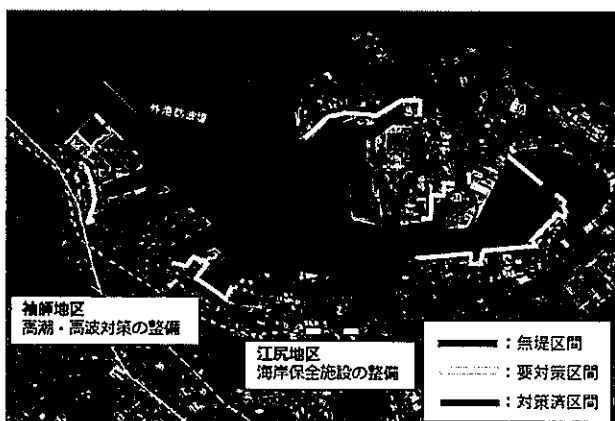 外港防波堤
袖師地区
高潮・高波対策の整備
江尻地区
海岸保全施設の整備
：無堤区間
：要対策区間
：対策済区間